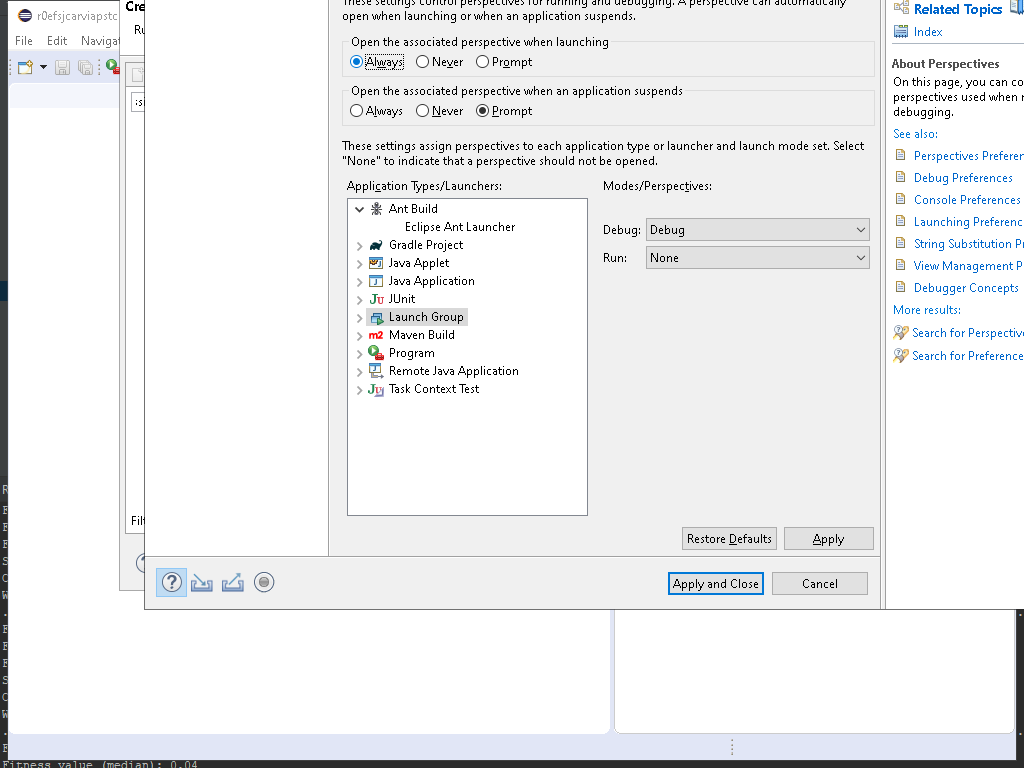 r0efsjcarviapstc
File Edit Navigat
Cre
Ru
These settings control perspectives for running and debugging. A perspective can automatically
open when launching or when an application suspends.
Open the associated perspective when launching
Always Never Prompt
Open the associated perspective when an application suspends
Always Never Prompt
These settings assign perspectives to each application type or launcher and launch mode set. Select
"None" to indicate that a perspective should not be opened.
Application Types/Launchers:
Ant Build
Eclipse Ant Launcher
Gradle Project
Java Applet
Java Application
JUnit
Launch Group
Maven Build
Program
Remote Java Application
Task Context Test
Modes/Perspectives:
Debug: Debug
Run: None
Restore Defaults Apply
Filt
Apply and Close Cancel
Related Topics
Index
About Perspectives
On this page, you can co
perspectives used when r
debugging.
See also:
Perspectives Preferen
Debug Preferences
Console Preferences
Launching Preferenc
String Substitution Pr
View Management P
Debugger Concepts
More results:
Search for Perspective
Search for Preference
Fitness value (median): 0.04